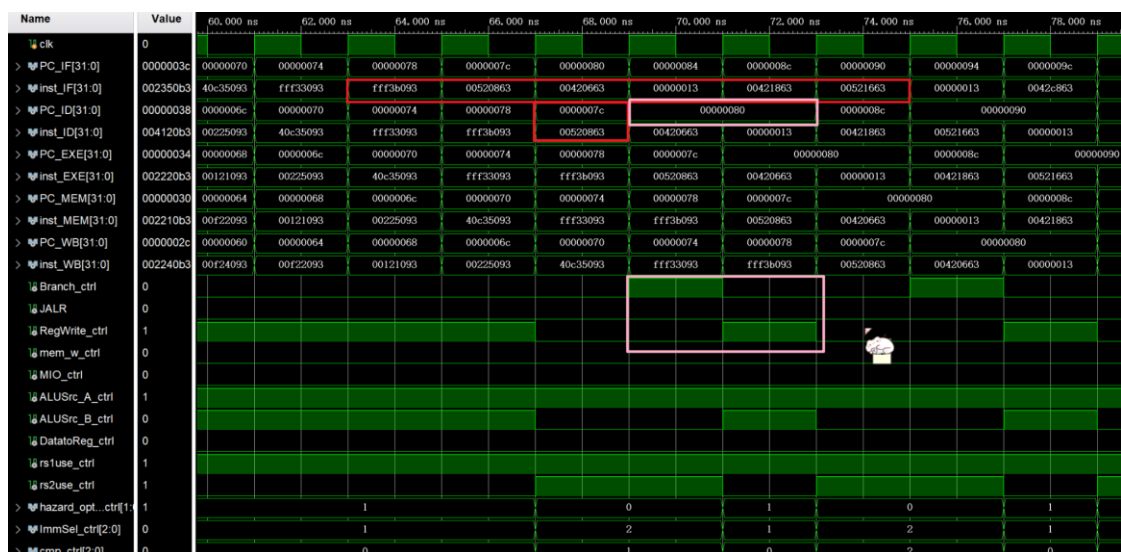 Name Value 60.000 ns 62.000 ns 64.000 ns 66.000 ns 68.000 ns 70.000 ns 72.000 ns 74.000 ns 76.000 ns 78.000 ns
clk 0
PC_IF[31:0] 0000003c 00000070 00000074 00000078 0000007c 00000080 00000084 0000008c 00000090 00000094 0000009c
inst_IF[31:0] 002350b3 40c35093 fff33093 fff3b093 00520863 00420663 00000013 00421863 00521663 00000013 0042c863
PC_ID[31:0] 00000038 0000006c 00000070 00000074 00000078 0000007c 00000080 0000008c 00000090
inst_ID[31:0] 004120b3 00225093 40c35093 fff33093 fff3b093 00520863 00420663 00000013 00421863 00521663 00000013
PC_EXE[31:0] 00000034 00000068 0000006c 00000070 00000074 00000078 0000007c 00000080 0000008c 00000090
inst_EXE[31:0] 002220b3 00121093 00225093 40c35093 fff33093 fff3b093 00520863 00420663 00000013 00421863 00521663
PC_MEM[31:0] 00000030 00000064 00000068 0000006c 00000070 00000074 00000078 0000007c 00000080 0000008c
inst_MEM[31:0] 002210b3 00f22093 00121093 00225093 40c35093 fff33093 fff3b093 00520863 00420663 00000013 00421863
PC_WB[31:0] 0000002c 00000060 00000064 00000068 0000006c 00000070 00000074 00000078 0000007c 00000080
inst_WB[31:0] 002240b3 00f24093 00f22093 00121093 00225093 40c35093 fff33093 fff3b093 00520863 00420663 00000013
Branch_ctrl 0
JALR 0
RegWrite_ctrl 1
mem_w_ctrl 0
MIO_ctrl 0
ALUSrc_A_ctrl 1
ALUSrc_B_ctrl 0
DatatoReg_ctrl 0
rs1use_ctrl 1
rs2use_ctrl 1
hazard_opt...ctrl[1: 1 1 0 1 0 1
ImmSel_ctrl[2:0] 0 1 2 1 2 1
cmp_ctrl[2:0] 0 0 1 0 2 0